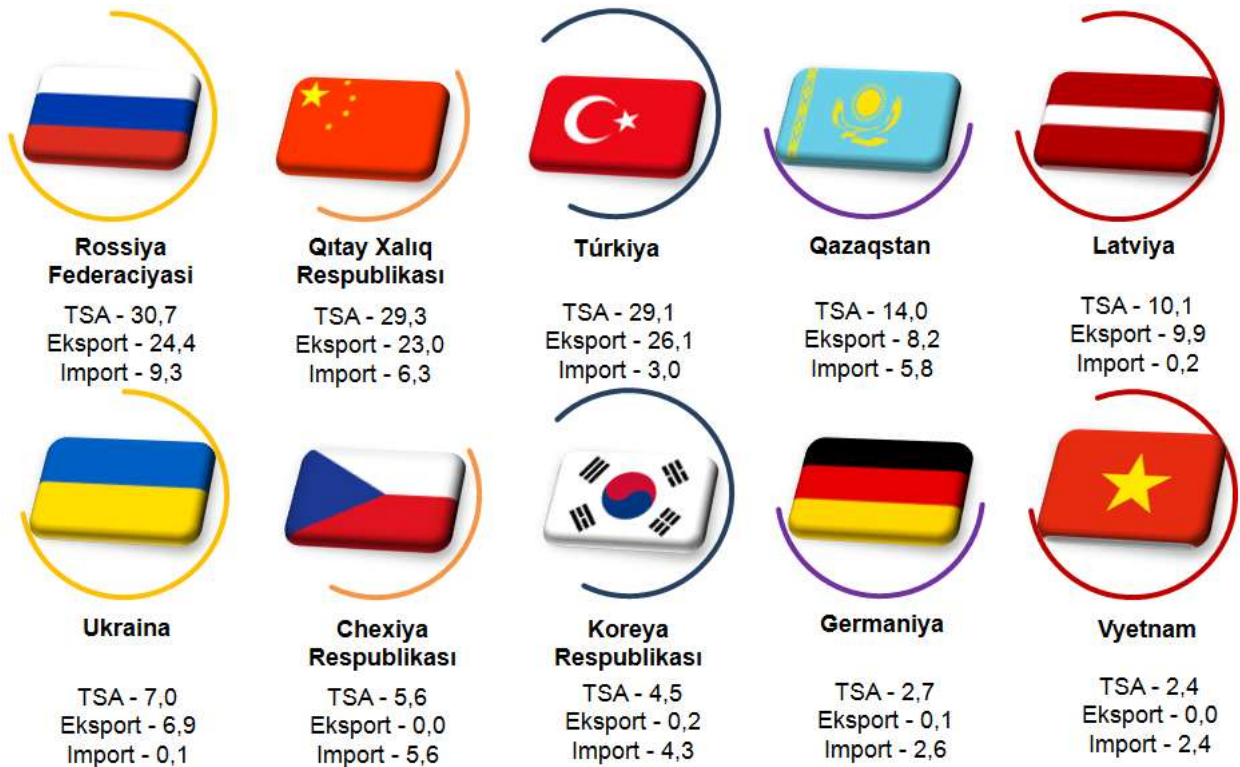 Rossiya
Federaciyasi
TSA - 30,7
Eksport - 24,4
Import - 9,3
Qıtay Xalıq
Respublikası
TSA - 29,3
Eksport - 23,0
Import - 6,3
Túrkiya
TSA - 29,1
Eksport - 26,1
Import - 3,0
Qazaqstan
TSA - 14,0
Eksport - 8,2
Import - 5,8
Latviya
TSA - 10,1
Eksport - 9,9
Import - 0,2
Ukraina
TSA - 7,0
Eksport - 6,9
Import - 0,1
Chexiya
Respublikası
TSA - 5,6
Eksport - 0,0
Import - 5,6
Koreya
Respublikası
TSA - 4,5
Eksport - 0,2
Import - 4,3
Germaniya
TSA - 2,7
Eksport - 0,1
Import - 2,6
Vyetnam
TSA - 2,4
Eksport - 0,0
Import - 2,4